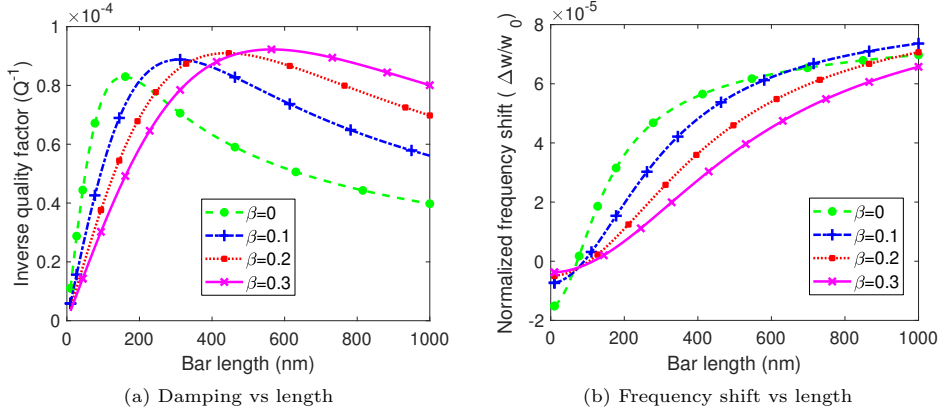 ×10⁻⁴
1
0.8
0.6
0.4
0.2
0
Inverse quality factor (Q⁻¹)
0 200 400 600 800 1000
Bar length (nm)
β=0
β=0.1
β=0.2
β=0.3
(a) Damping vs length
×10⁻⁵
8
6
4
2
0
-2
Normalized frequency shift ( Δw/w₀)
0 200 400 600 800 1000
Bar length (nm)
β=0
β=0.1
β=0.2
β=0.3
(b) Frequency shift vs length